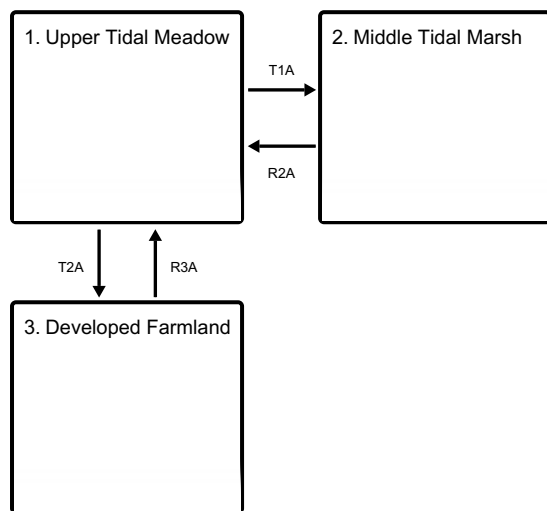 1. Upper Tidal Meadow
2. Middle Tidal Marsh
T1A
R2A
T2A
R3A
3. Developed Farmland